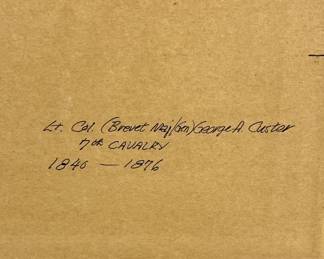 Lt. Col. (Brevet Maj/Gen) George A Custer
7th CAVALRY
1840 — 1876